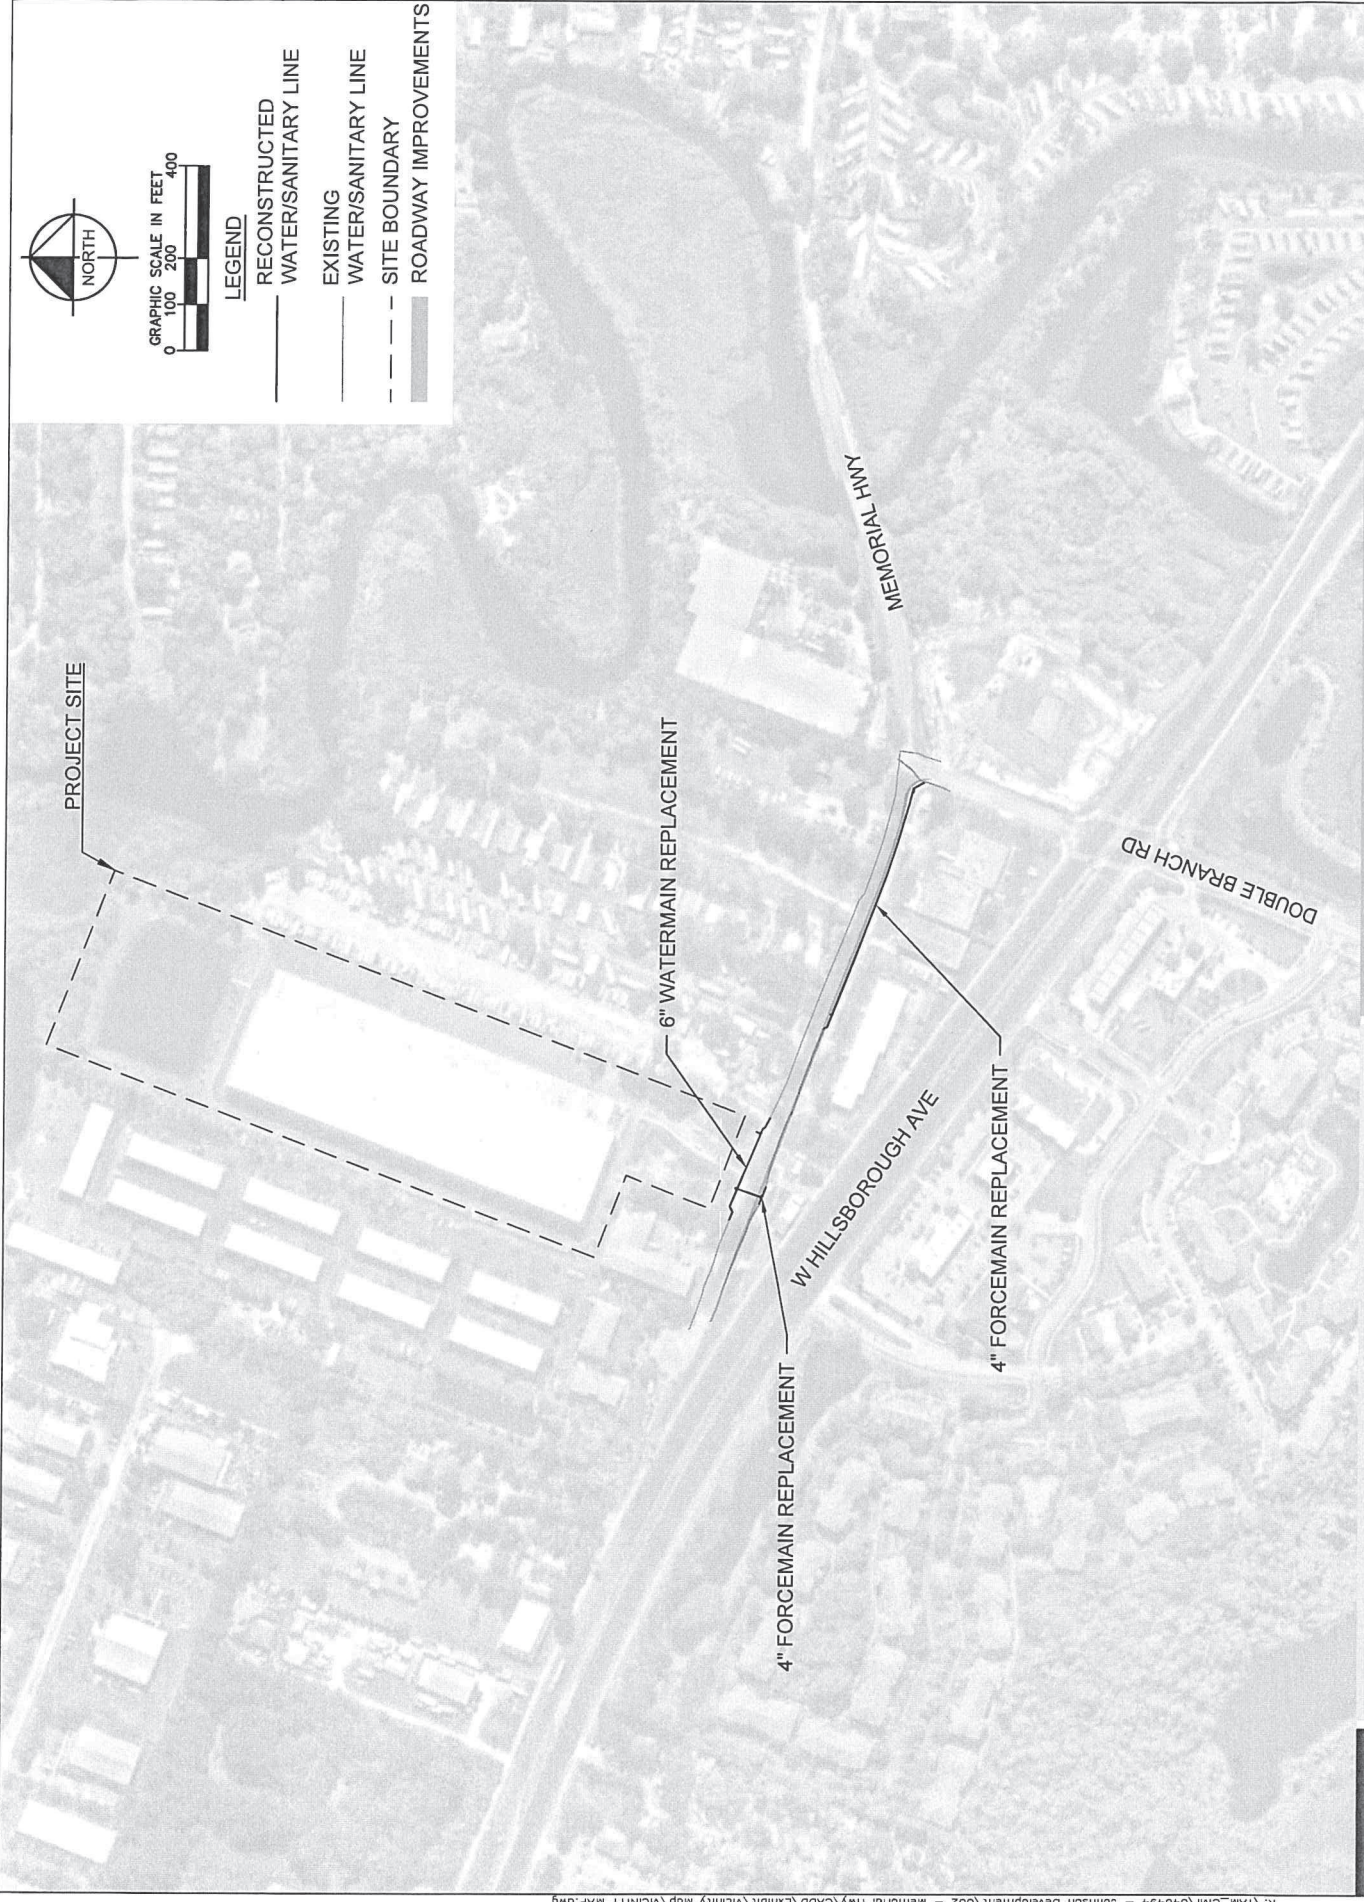 NORTH
GRAPHIC SCALE IN FEET
0 100 200 400
LEGEND
RECONSTRUCTED
WATER/SANITARY LINE
EXISTING
WATER/SANITARY LINE
SITE BOUNDARY
ROADWAY IMPROVEMENTS
PROJECT SITE
6" WATERMAIN REPLACEMENT
MEMORIAL HWY
DOUBLE BRANCH RD
W HILLSBOROUGH AVE
4" FORCEMAIN REPLACEMENT
4" FORCEMAIN REPLACEMENT